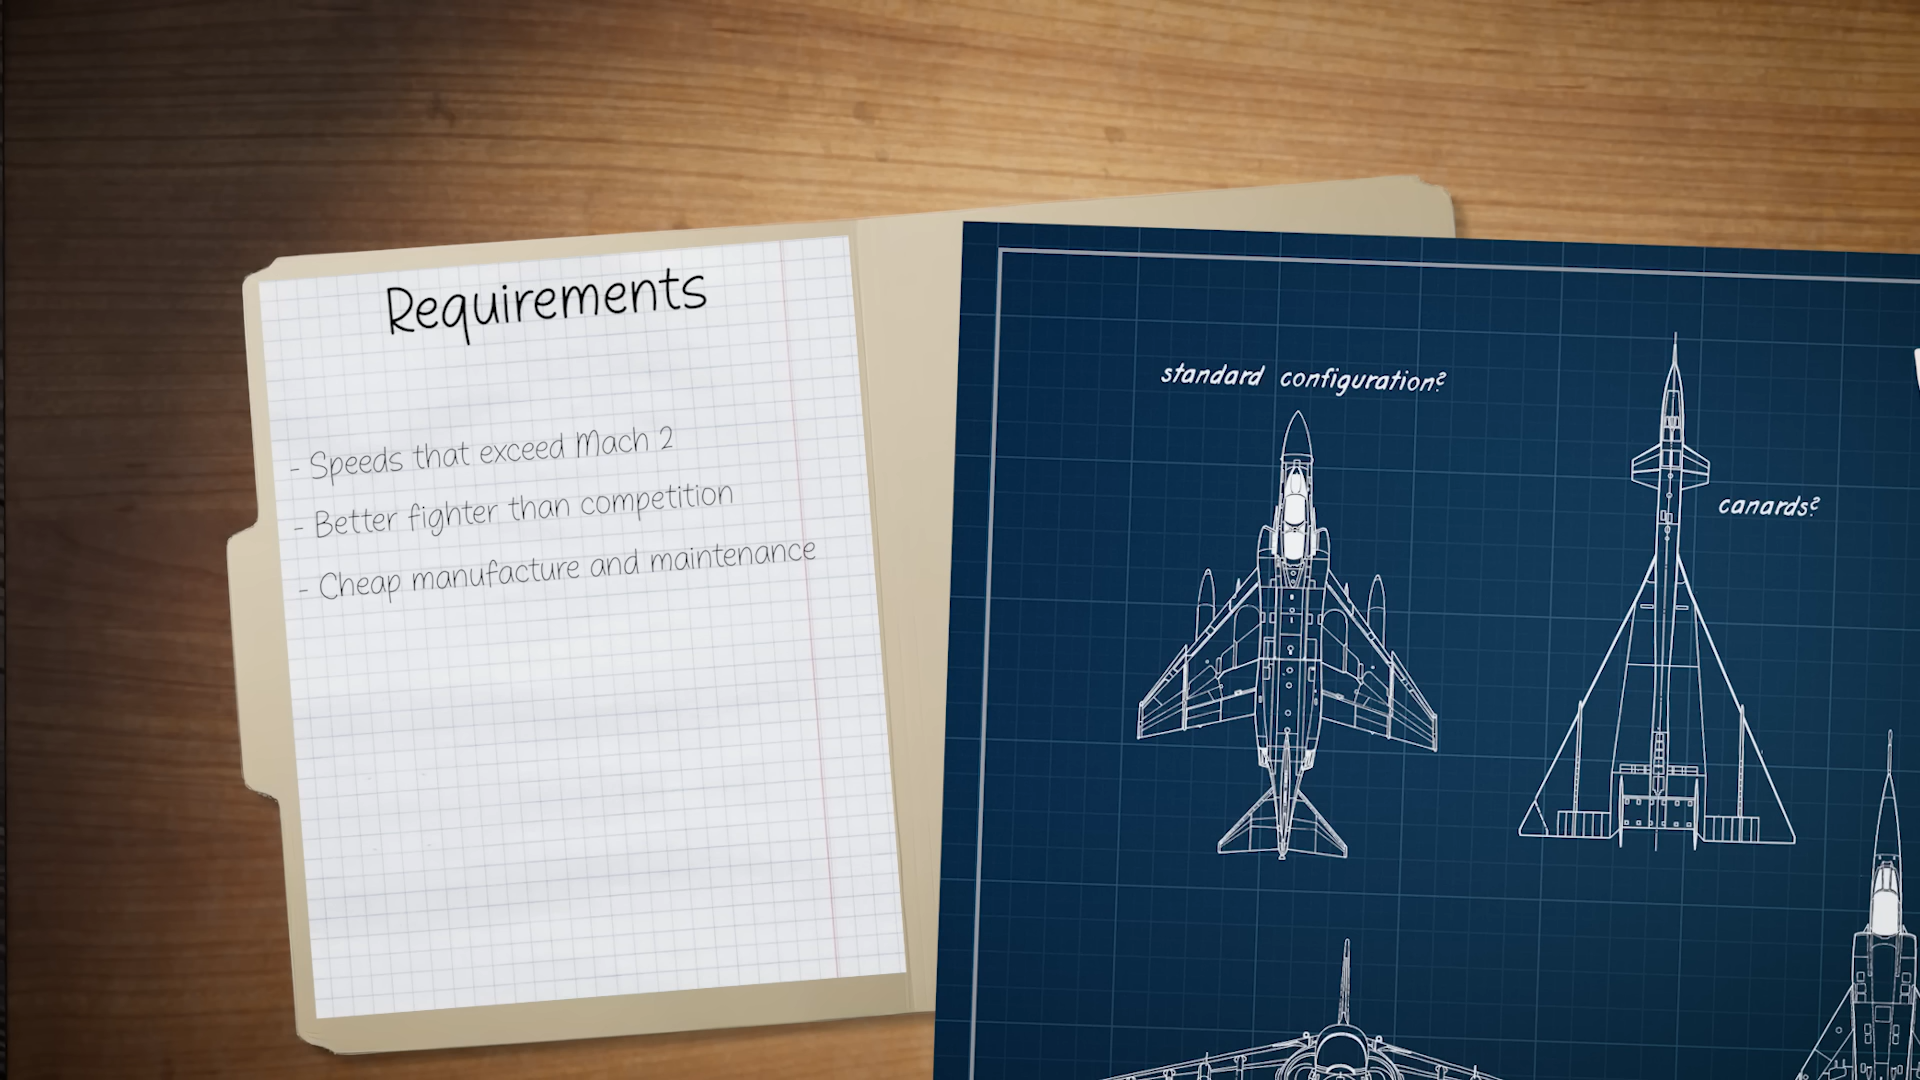 Requirements
- Speeds that exceed Mach 2
- Better fighter than competition
- Cheap manufacture and maintenance
standard configuration?
canards?